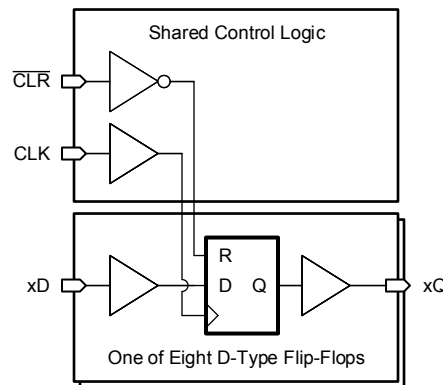 Shared Control Logic
CLR
CLK
R
xD
D Q
xQ
One of Eight D-Type Flip-Flops